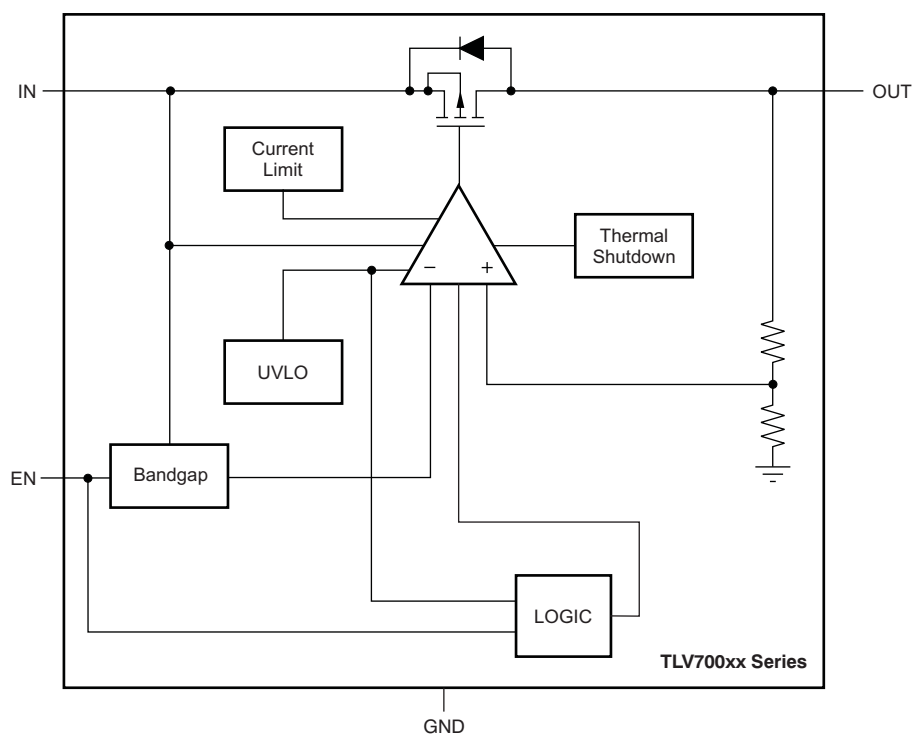 IN
OUT
Current
Limit
Thermal
Shutdown
−
+
UVLO
EN
Bandgap
LOGIC
TLV700xx Series
GND